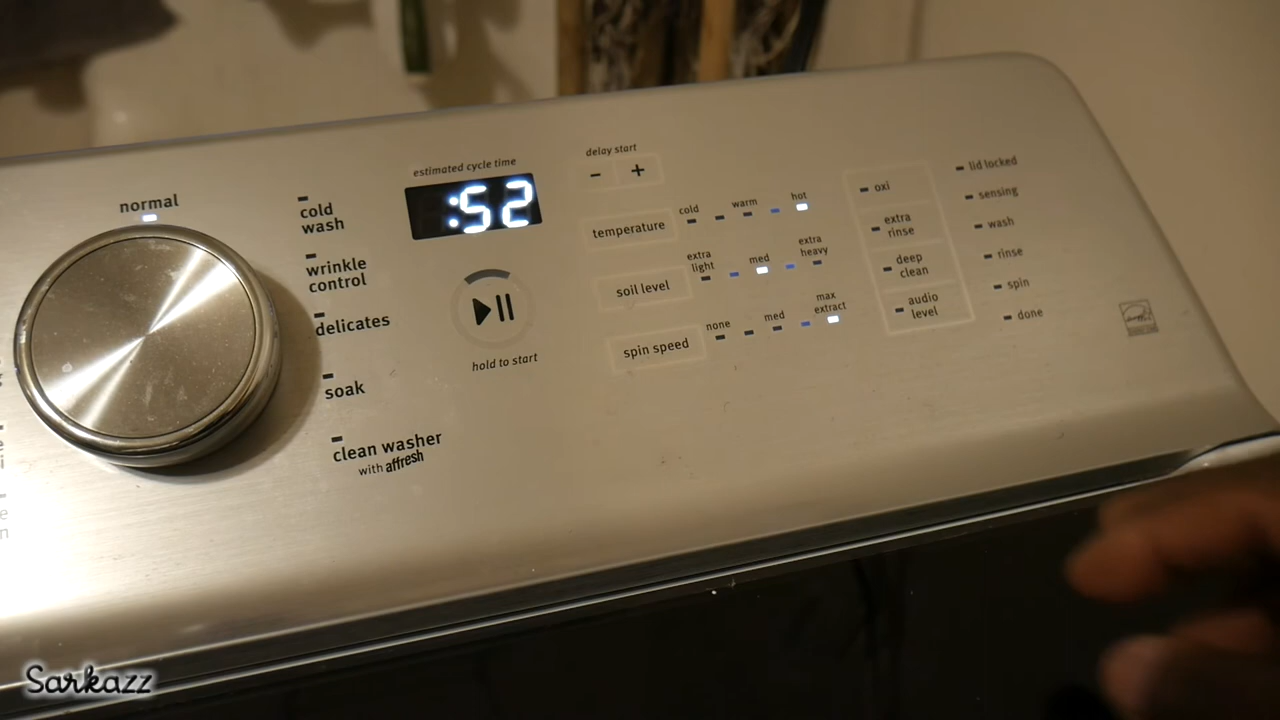 normal
cold
wash
wrinkle
control
delicates
soak
clean washer
with affresh
estimated cycle time
:52
hold to start
delay start
- +
temperature
cold
warm
hot
soil level
extra
light
med
extra
heavy
spin speed
none
med
max
extract
oxi
extra
rinse
deep
clean
audio
level
lid locked
sensing
wash
rinse
spin
done
Sarkazz